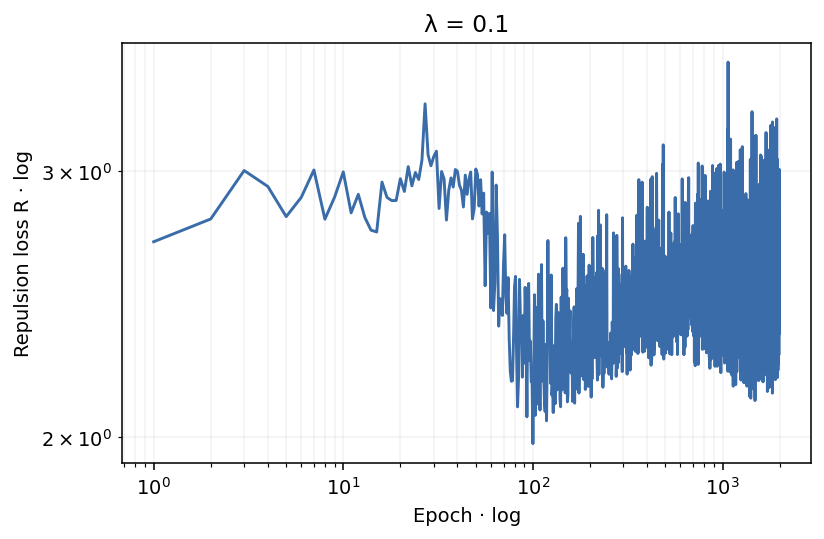 λ = 0.1
Repulsion loss R · log
3 × 10⁰
2 × 10⁰
10⁰ 10¹ 10² 10³
Epoch · log